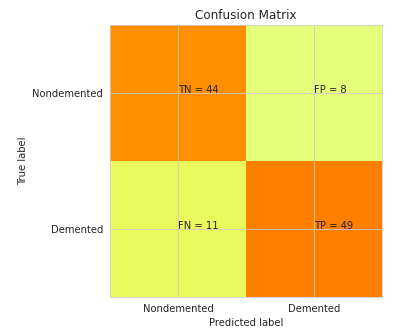 Confusion Matrix
Nondemented
TN = 44
FP = 8
True label
Demented
FN = 11
TP = 49
Nondemented
Demented
Predicted label